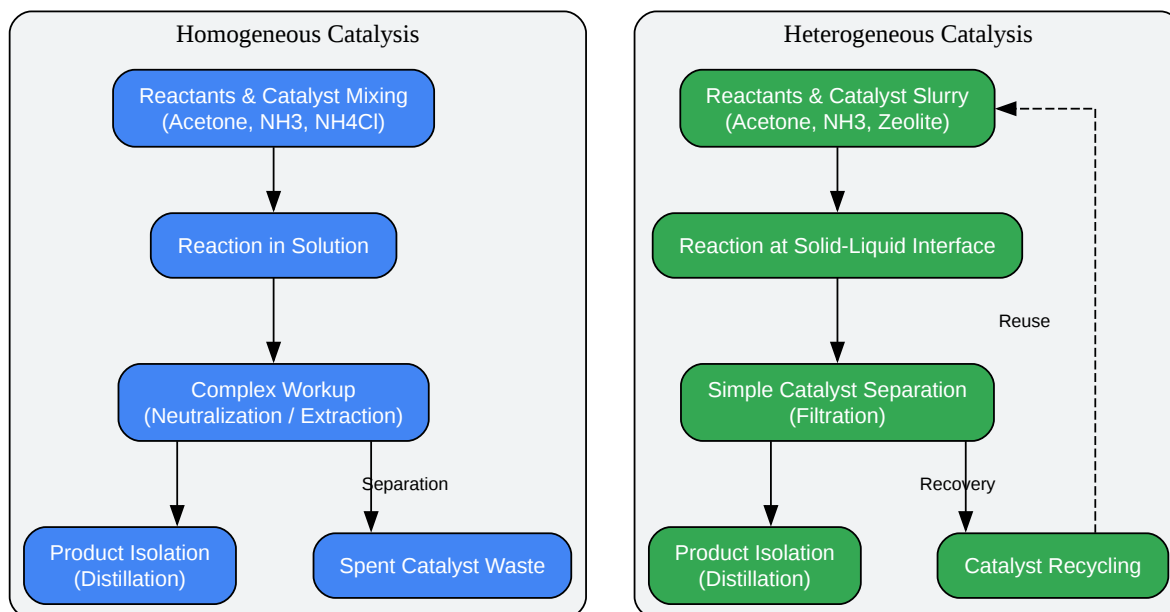 Homogeneous Catalysis
Reactants & Catalyst Mixing
(Acetone, NH3, NH4Cl)
Reaction in Solution
Complex Workup
(Neutralization / Extraction)
Separation
Product Isolation
(Distillation)
Spent Catalyst Waste
Heterogeneous Catalysis
Reactants & Catalyst Slurry
(Acetone, NH3, Zeolite)
Reaction at Solid-Liquid Interface
Reuse
Simple Catalyst Separation
(Filtration)
Recovery
Product Isolation
(Distillation)
Catalyst Recycling